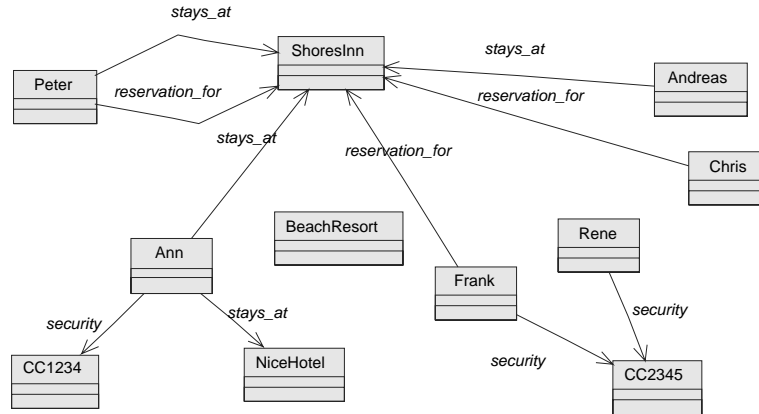 stays_at
ShoresInn
stays_at
Peter
Andreas
reservation_for
reservation_for
stays_at
reservation_for
Chris
BeachResort
Rene
Ann
Frank
security
stays_at
security
security
CC1234
NiceHotel
CC2345